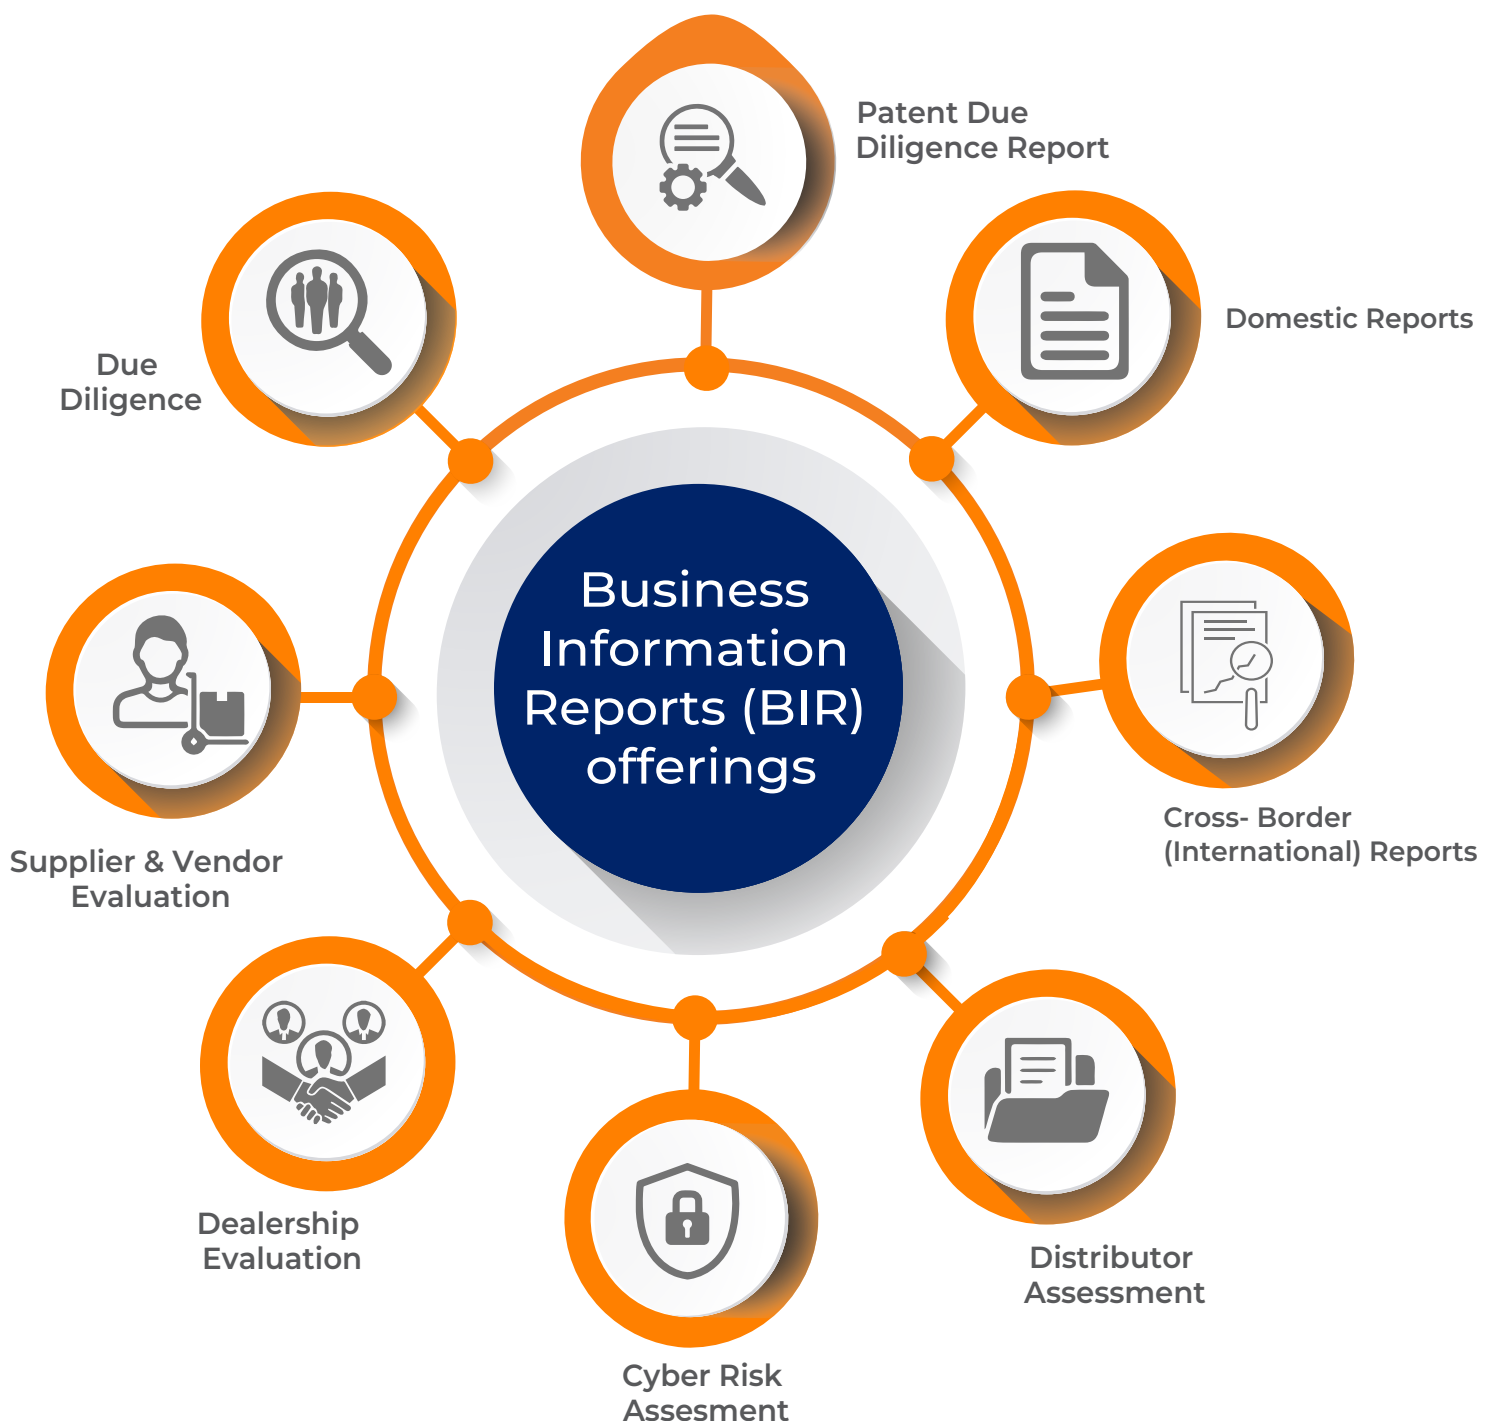 Patent Due
Diligence Report
Domestic Reports
Due
Diligence
Business
Information
Reports (BIR)
offerings
Cross- Border
(International) Reports
Supplier & Vendor
Evaluation
Dealership
Evaluation
Distributor
Assessment
Cyber Risk
Assesment